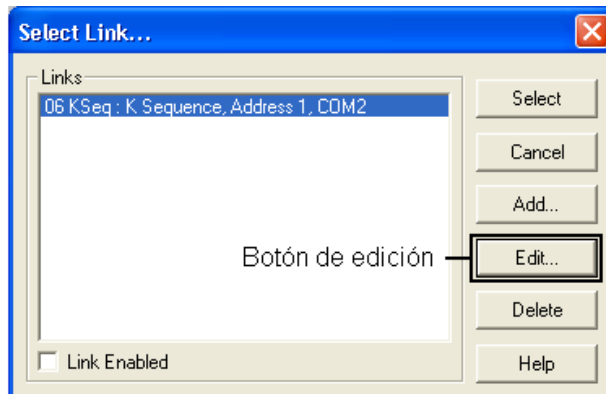 Select Link...
Links
06 KSeq : K Sequence, Address 1, COM2
Select
Cancel
Add...
Botón de edición
Edit...
Delete
Link Enabled
Help